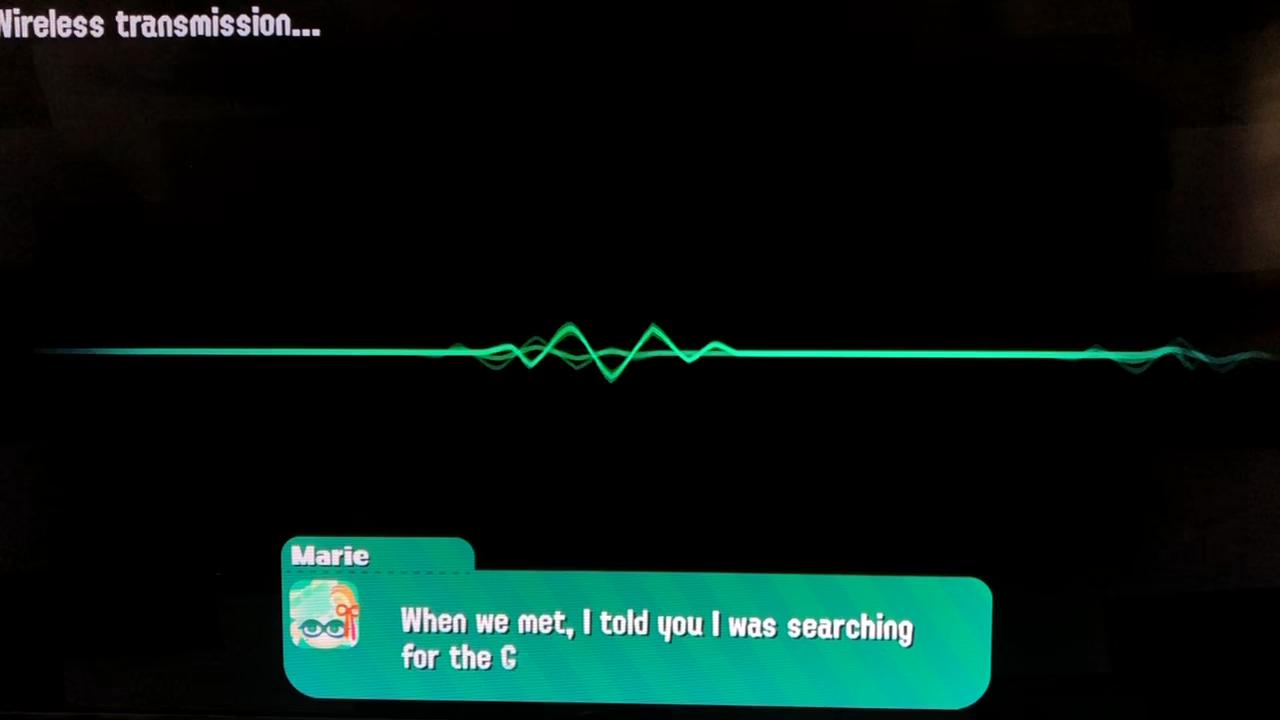 Wireless transmission...
Marie
When we met, I told you I was searching
for the G